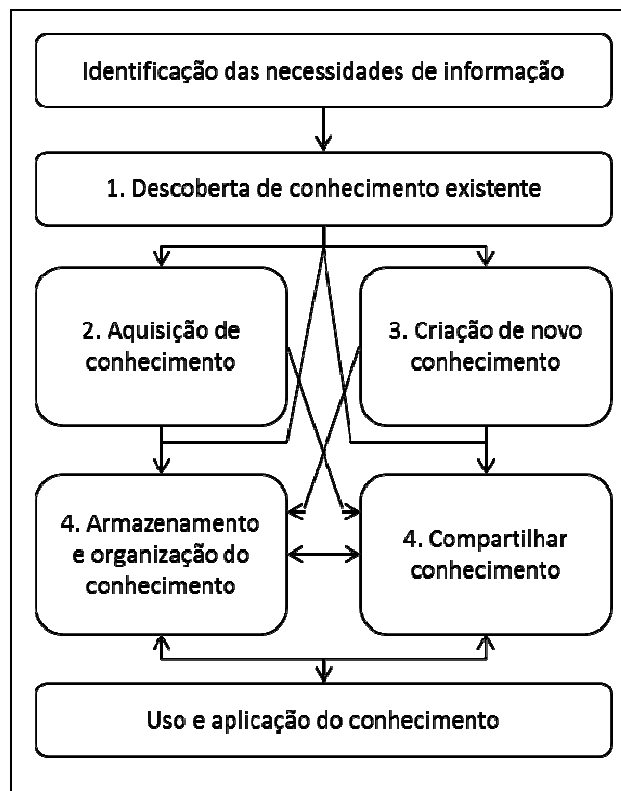 Identificação das necessidades de informação
1. Descoberta de conhecimento existente
2. Aquisição de
conhecimento
3. Criação de novo
conhecimento
4. Armazenamento
e organização do
conhecimento
4. Compartilhar
conhecimento
Uso e aplicação do conhecimento